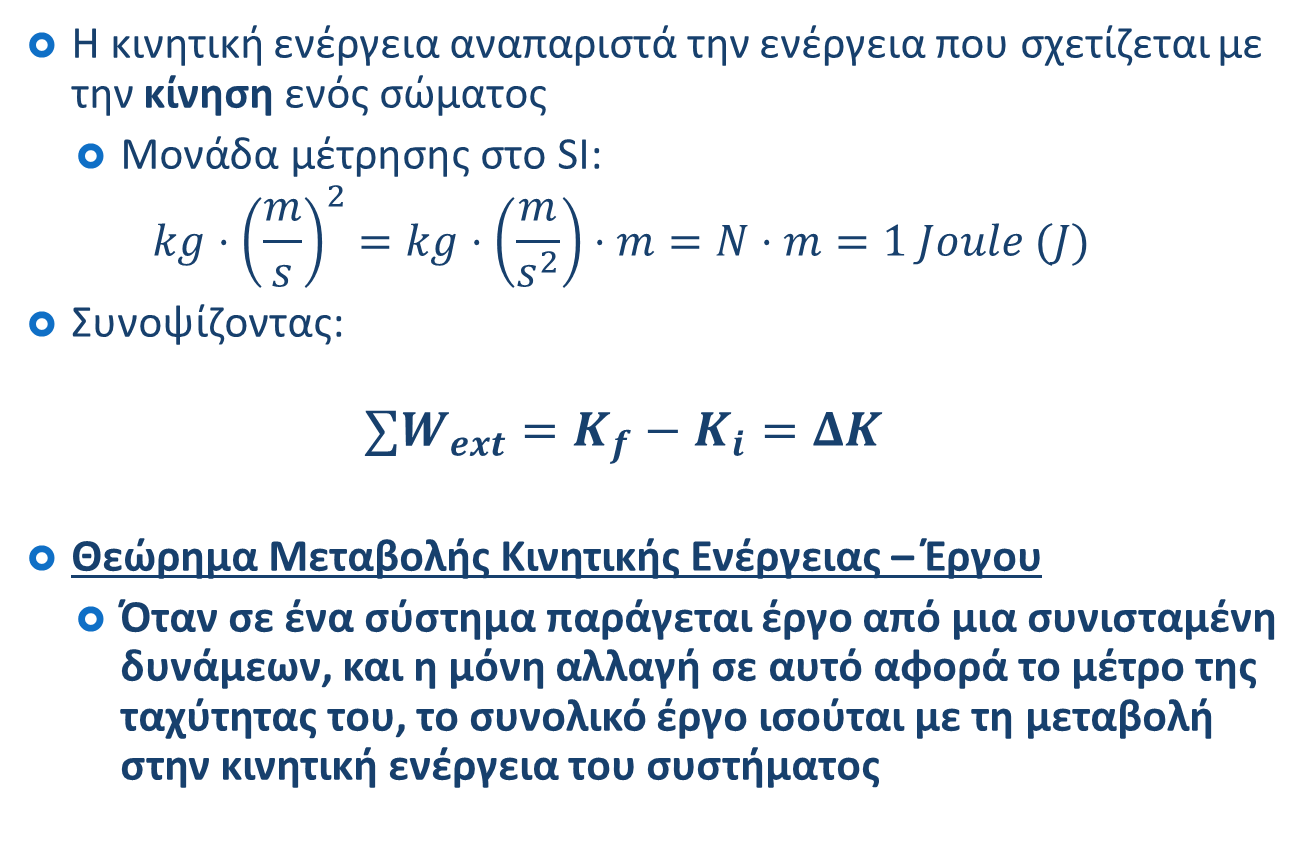 Η κινητική ενέργεια αναπαριστά την ενέργεια που σχετίζεται με
την κίνηση ενός σώματος
Μονάδα μέτρησης στο SI:
kg · (m/s)² = kg · (m/s²) · m = N · m = 1 Joule (J)
Συνοψίζοντας:
∑W_ext = K_f − K_i = ΔK
Θεώρημα Μεταβολής Κινητικής Ενέργειας – Έργου
Όταν σε ένα σύστημα παράγεται έργο από μια συνισταμένη
δυνάμεων, και η μόνη αλλαγή σε αυτό αφορά το μέτρο της
ταχύτητας του, το συνολικό έργο ισούται με τη μεταβολή
στην κινητική ενέργεια του συστήματος